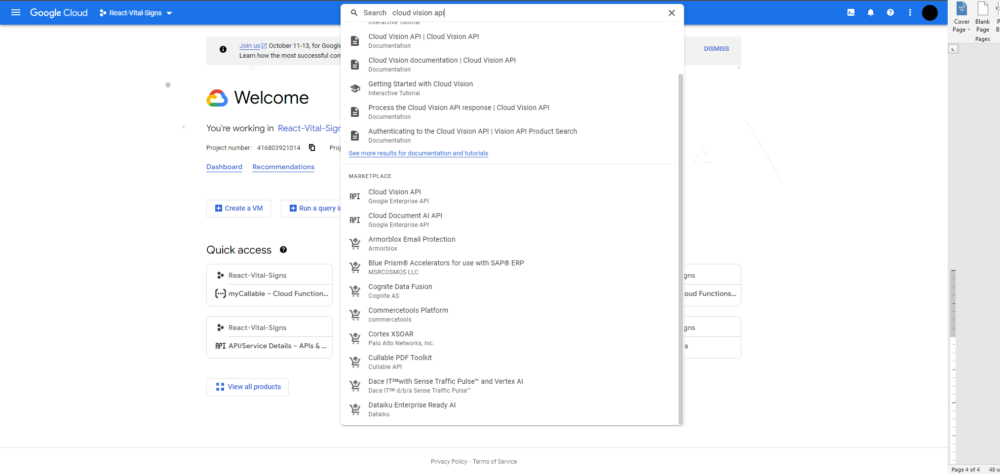 Google Cloud
React-Vital-Signs
Search cloud vision api
Cover Page
Blank Page
Pages
Join us October 11-13, for Google
Learn how the most successful con
DISMISS
Welcome
You're working in React-Vital-Sigr
Project number: 416803921014
Proj
Dashboard Recommendations
Create a VM
Run a query in
Quick access
React-Vital-Signs
myCallable – Cloud Function...
React-Vital-Signs
API API/Service Details – APIs & ...
View all products
Interactive Tutorial
Cloud Vision API | Cloud Vision API
Documentation
Cloud Vision documentation | Cloud Vision API
Documentation
Getting Started with Cloud Vision
Interactive Tutorial
Process the Cloud Vision API response | Cloud Vision API
Documentation
Authenticating to the Cloud Vision API | Vision API Product Search
Documentation
See more results for documentation and tutorials
MARKETPLACE
API Cloud Vision API
Google Enterprise API
API Cloud Document AI API
Google Enterprise API
Armorblox Email Protection
Armorblox
Blue Prism® Accelerators for use with SAP® ERP
MSRCOSMOS LLC
Cognite Data Fusion
Cognite AS
Commercetools Platform
commercetools
Cortex XSOAR
Palo Alto Networks, Inc.
Cullable PDF Toolkit
Cullable API
Dace IT℠with Sense Traffic Pulse™ and Vertex AI
Dace IT℠ d/b/a Sense Traffic Pulse™
Dataiku Enterprise Ready AI
Dataiku
gns
oud Functions...
gns
s
Privacy Policy · Terms of Service
Page 4 of 4 48 w